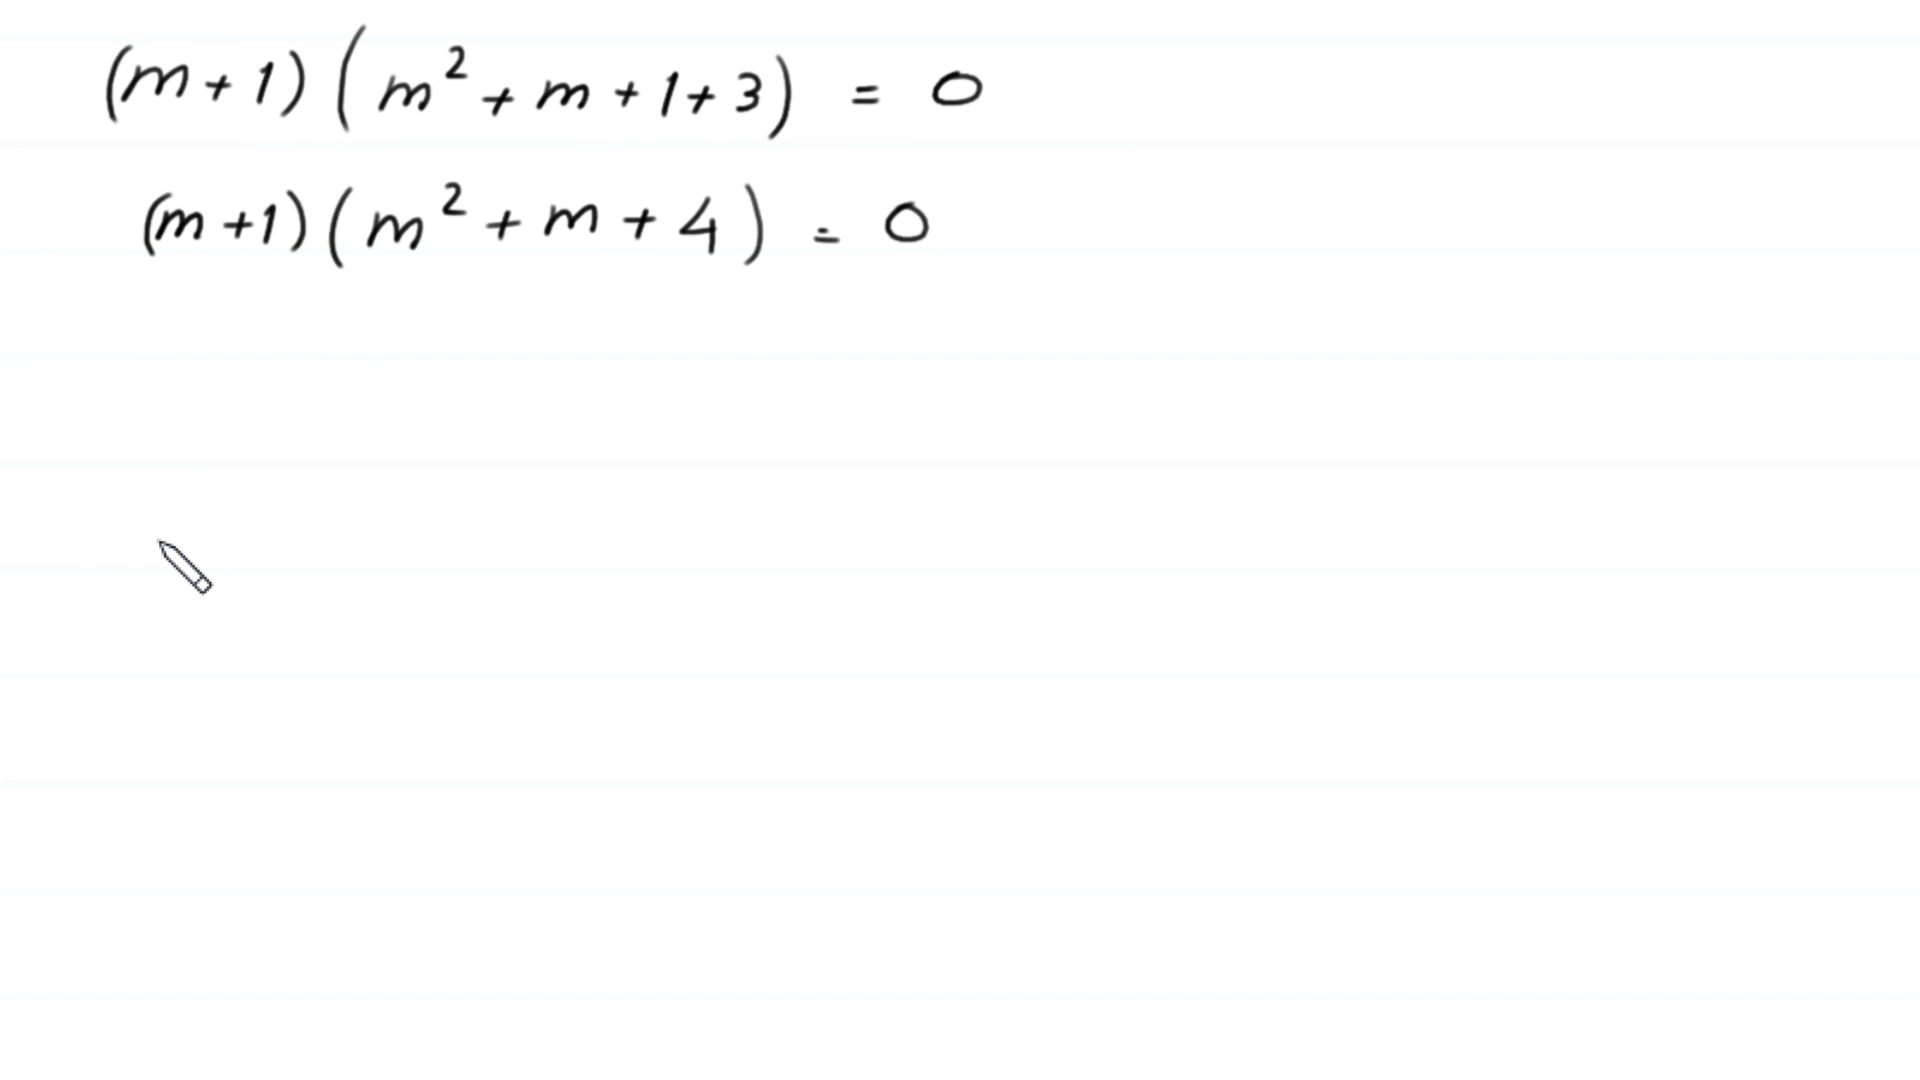 (m + 1) (m² + m + 1 + 3) = 0
(m + 1) (m² + m + 4) = 0